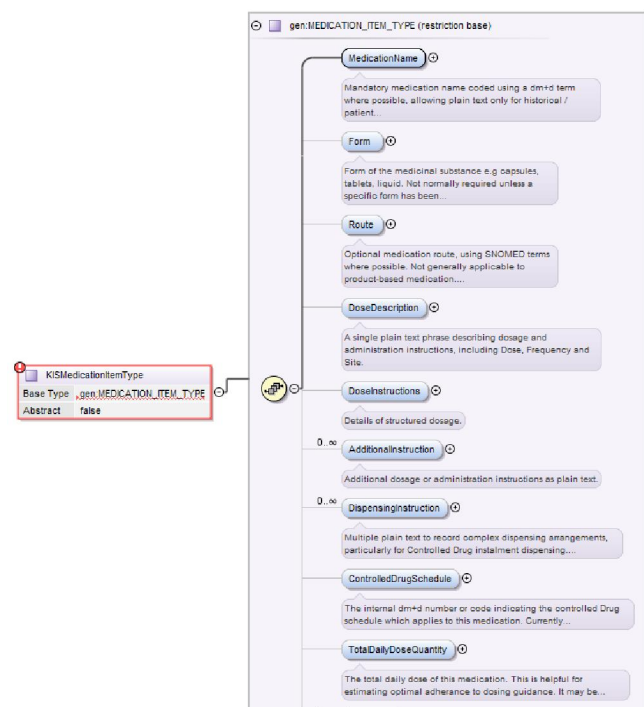 gen:MEDICATION_ITEM_TYPE (restriction base)
MedicationName
Mandatory medication name coded using a dm+d term
where possible, allowing plain text only for historical /
patient...
Form
Form of the medicinal substance e.g capsules,
tablets, liquid. Not normally required unless a
specific form has been...
Route
Optional medication route, using SNOMED terms
where possible. Not generally applicable to
product-based medication....
DoseDescription
A single plain text phrase describing dosage and
administration instructions, including Dose, Frequency and
Site.
KISMedicationItemType
Base Type gen:MEDICATION_ITEM_TYPE
Abstract false
DoseInstructions
Details of structured dosage.
0..∞
AdditionalInstruction
Additional dosage or administration instructions as plain text.
0..∞
DispensingInstruction
Multiple plain text to record complex dispensing arrangements,
particularly for Controlled Drug instalment dispensing....
ControlledDrugSchedule
The internal dm+d number or code indicating the controlled Drug
schedule which applies to this medication. Currently...
TotalDailyDoseQuantity
The total daily dose of this medication. This is helpful for
estimating optimal adherence to dosing guidance. It may be...